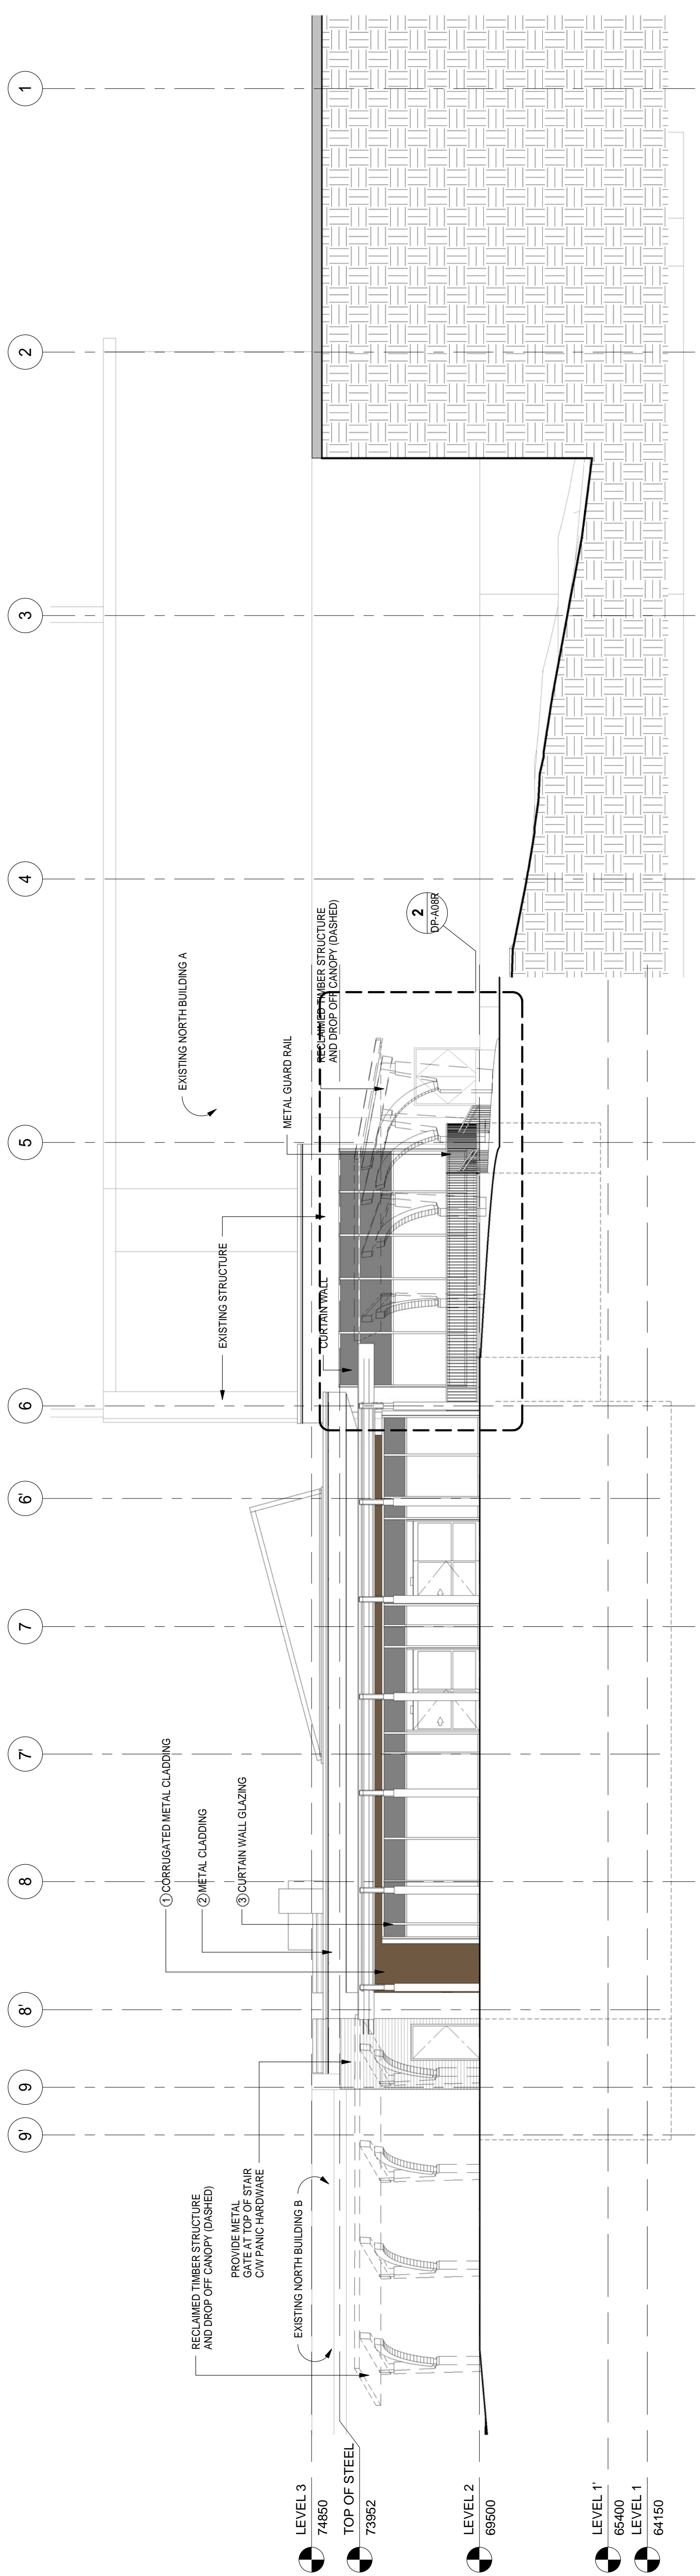 1
2
3
4
5
6
6'
7
7'
8
8'
9
9'
EXISTING NORTH BUILDING A
RECLAIMED TIMBER STRUCTURE
AND DROP OFF CANOPY (DASHED)
2
DP-A08R
METAL GUARD RAIL
EXISTING STRUCTURE
CURTAIN WALL
1 CORRUGATED METAL CLADDING
2 METAL CLADDING
3 CURTAIN WALL GLAZING
RECLAIMED TIMBER STRUCTURE
AND DROP OFF CANOPY (DASHED)
PROVIDE METAL
GATE AT TOP OF STAIR
C/W PANIC HARDWARE
EXISTING NORTH BUILDING B
LEVEL 3
74850
TOP OF STEEL
73952
LEVEL 2
69500
LEVEL 1'
65400
LEVEL 1
64150